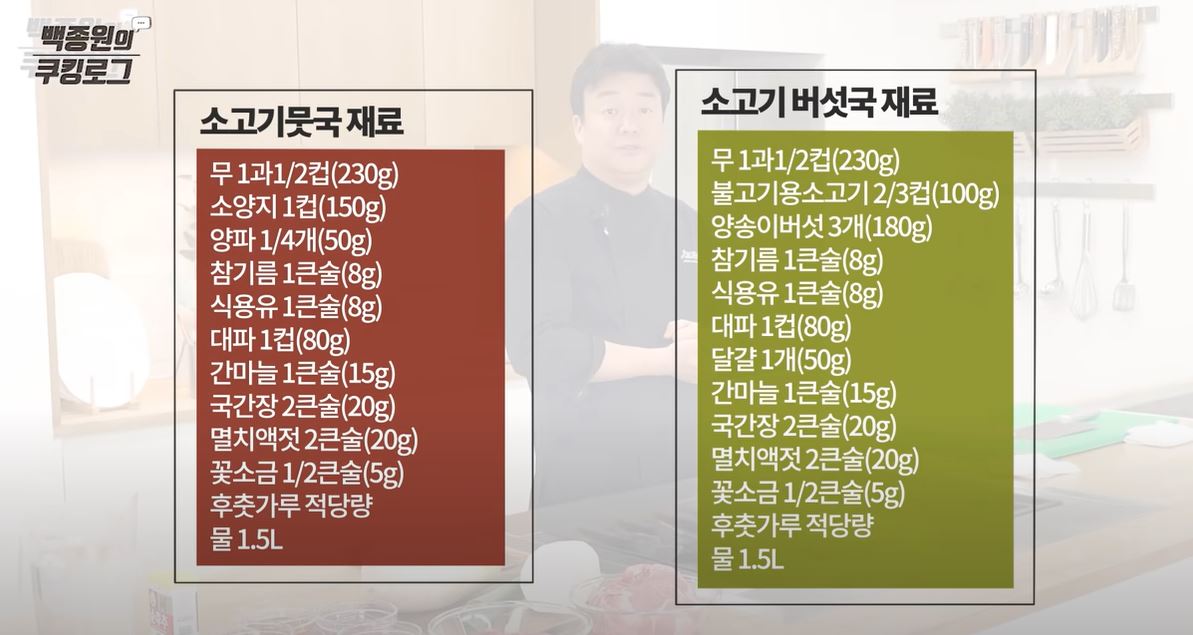 백종원의
쿠킹로그
소고기뭇국 재료
무 1과1/2컵(230g)
소양지 1컵(150g)
양파 1/4개(50g)
참기름 1큰술(8g)
식용유 1큰술(8g)
대파 1컵(80g)
간마늘 1큰술(15g)
국간장 2큰술(20g)
멸치액젓 2큰술(20g)
꽃소금 1/2큰술(5g)
후춧가루 적당량
물 1.5L
소고기 버섯국 재료
무 1과1/2컵(230g)
불고기용소고기 2/3컵(100g)
양송이버섯 3개(180g)
참기름 1큰술(8g)
식용유 1큰술(8g)
대파 1컵(80g)
달걀 1개(50g)
간마늘 1큰술(15g)
국간장 2큰술(20g)
멸치액젓 2큰술(20g)
꽃소금 1/2큰술(5g)
후춧가루 적당량
물 1.5L